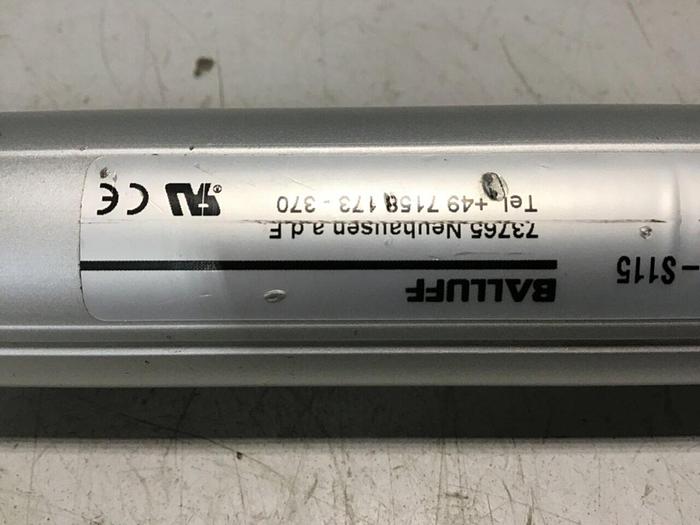 BALLUFF
- S115
73765 Neuhausen a.d.F
Tel. +49 7158 173 - 370
CE